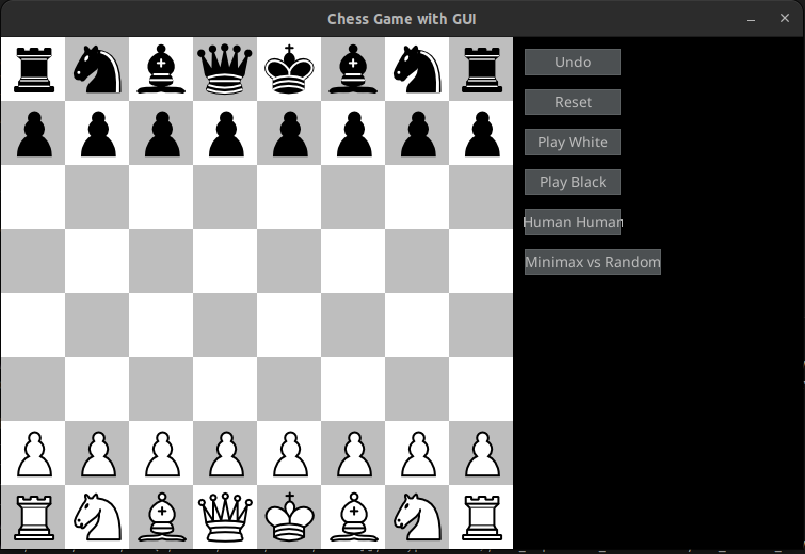 Chess Game with GUI
Undo
Reset
Play White
Play Black
Human Human
Minimax vs Random